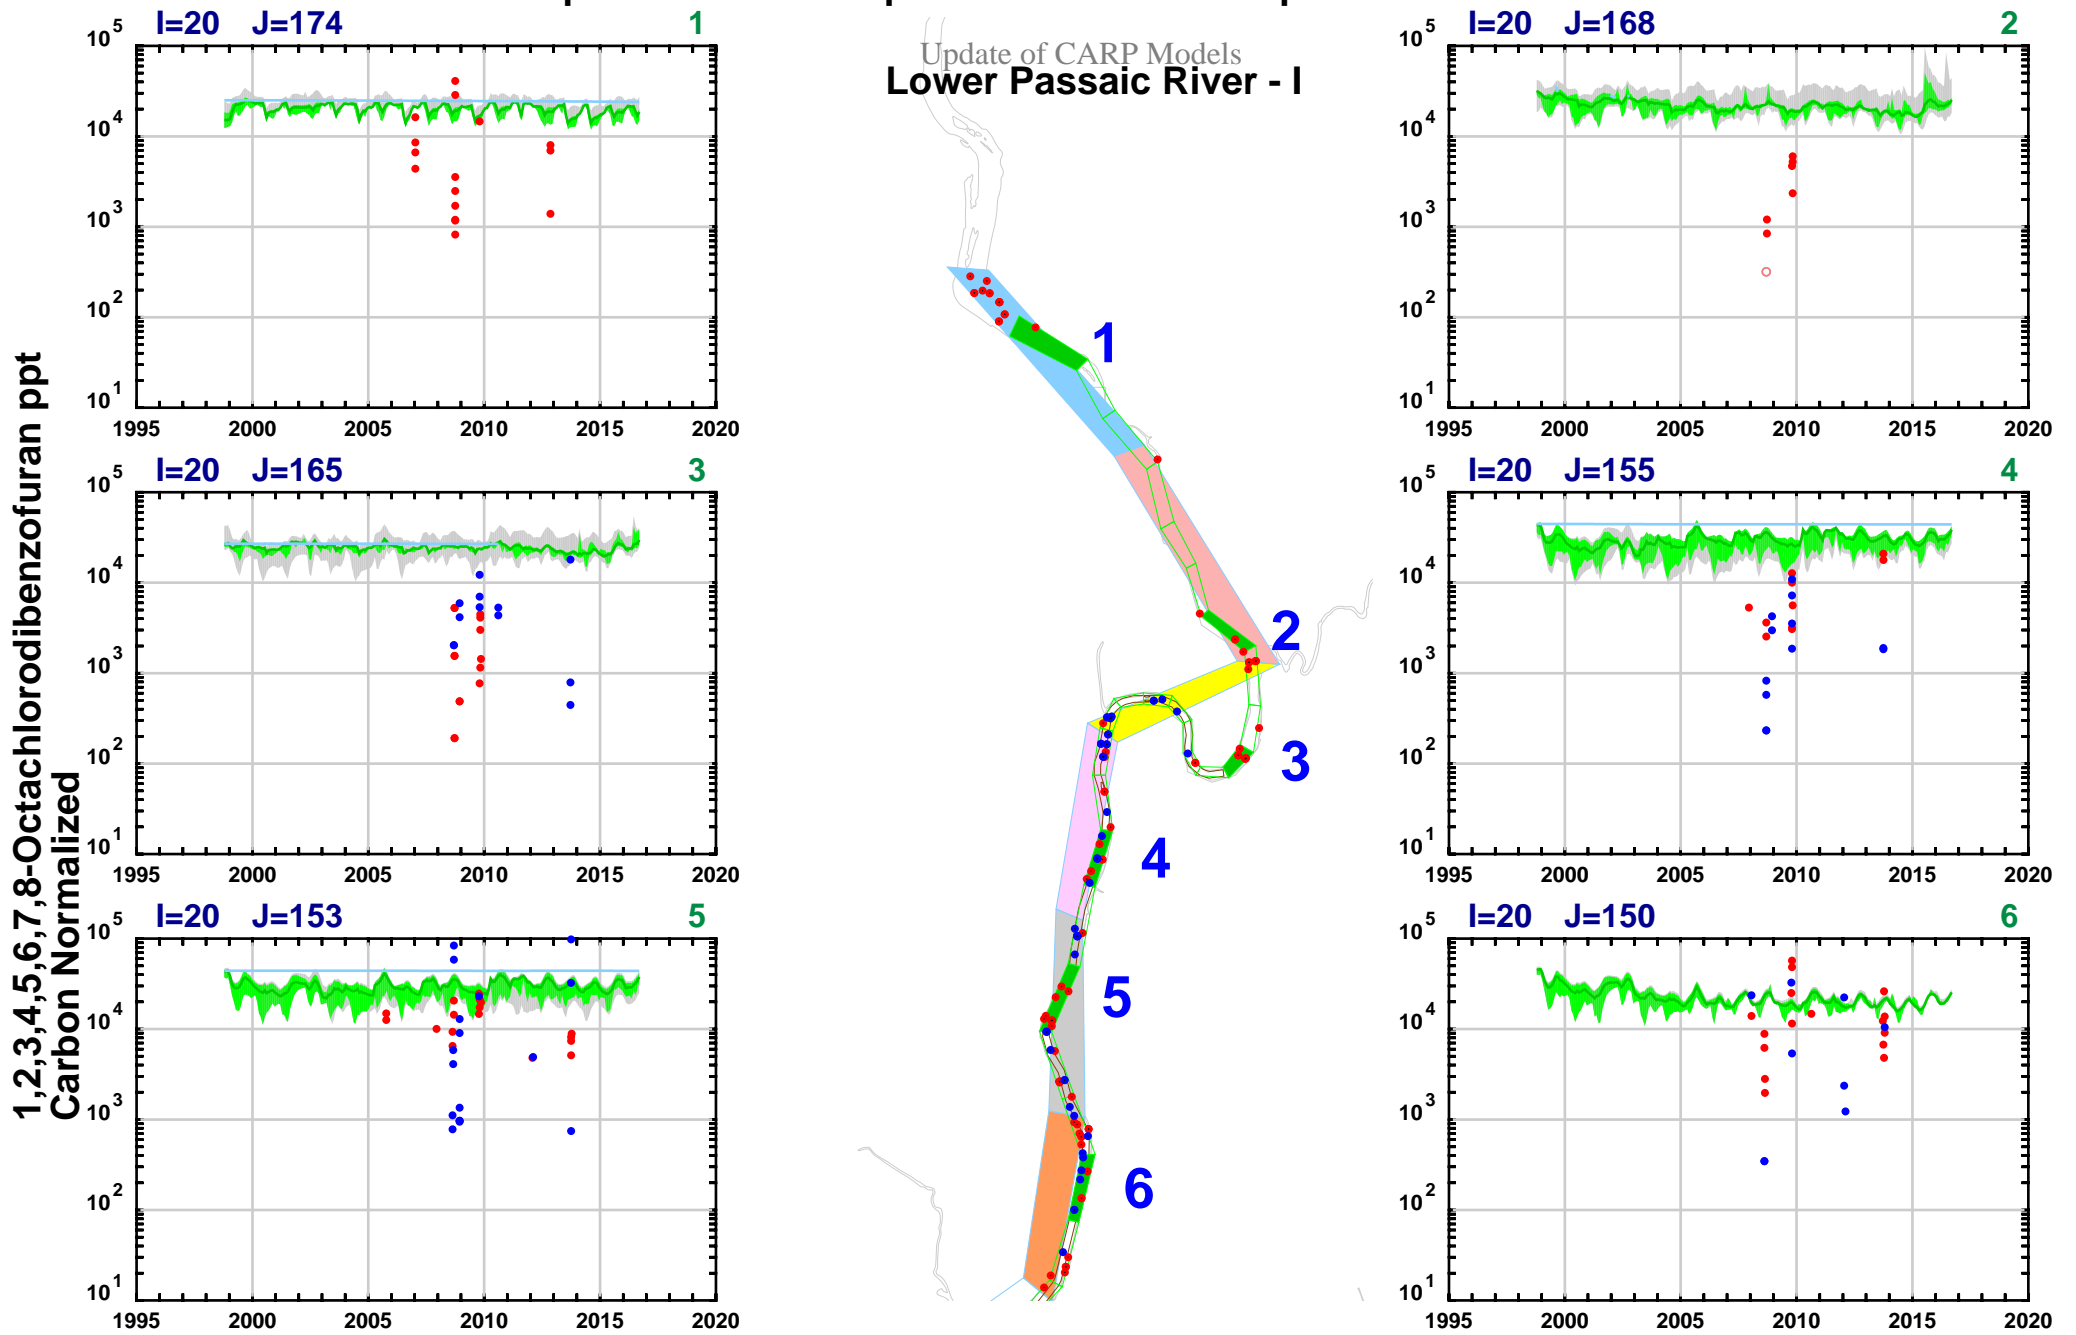 Update of CARP Models
Lower Passaic River - I
1,2,3,4,5,6,7,8-Octachlorodibenzofuran ppt
Carbon Normalized
I=20 J=174 1
10^5
10^4
10^3
10^2
10^1
1995 2000 2005 2010 2015 2020
I=20 J=168 2
10^5
10^4
10^3
10^2
10^1
1995 2000 2005 2010 2015 2020
I=20 J=165 3
10^5
10^4
10^3
10^2
10^1
1995 2000 2005 2010 2015 2020
I=20 J=155 4
10^5
10^4
10^3
10^2
10^1
1995 2000 2005 2010 2015 2020
I=20 J=153 5
10^5
10^4
10^3
10^2
10^1
1995 2000 2005 2010 2015 2020
I=20 J=150 6
10^5
10^4
10^3
10^2
10^1
1995 2000 2005 2010 2015 2020
1
2
3
4
5
6